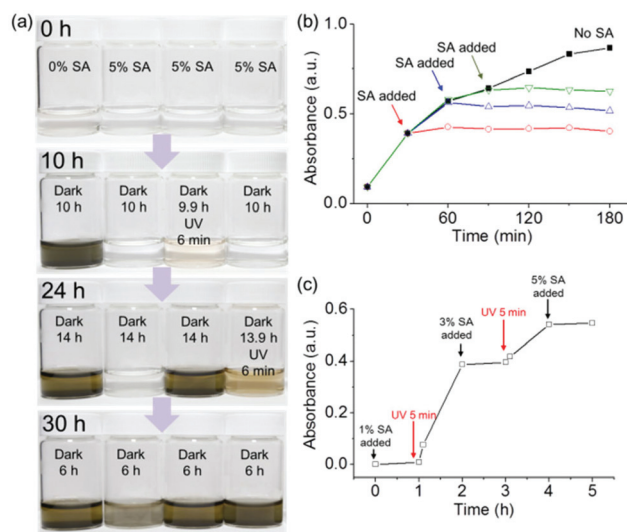 (a)
0 h
0% SA 5% SA 5% SA 5% SA
10 h
Dark 10 h
Dark 10 h
Dark 9.9 h UV 6 min
Dark 10 h
24 h
Dark 14 h
Dark 14 h
Dark 14 h
Dark 13.9 h UV 6 min
30 h
Dark 6 h
Dark 6 h
Dark 6 h
Dark 6 h
(b)
Absorbance (a.u.)
1.0
0.5
0.0
0 60 120 180
Time (min)
SA added
SA added
SA added
No SA
(c)
Absorbance (a.u.)
0.6
0.4
0.2
0.0
0 1 2 3 4 5
Time (h)
1% SA
added
UV 5 min
3% SA
added
UV 5 min
5% SA
added